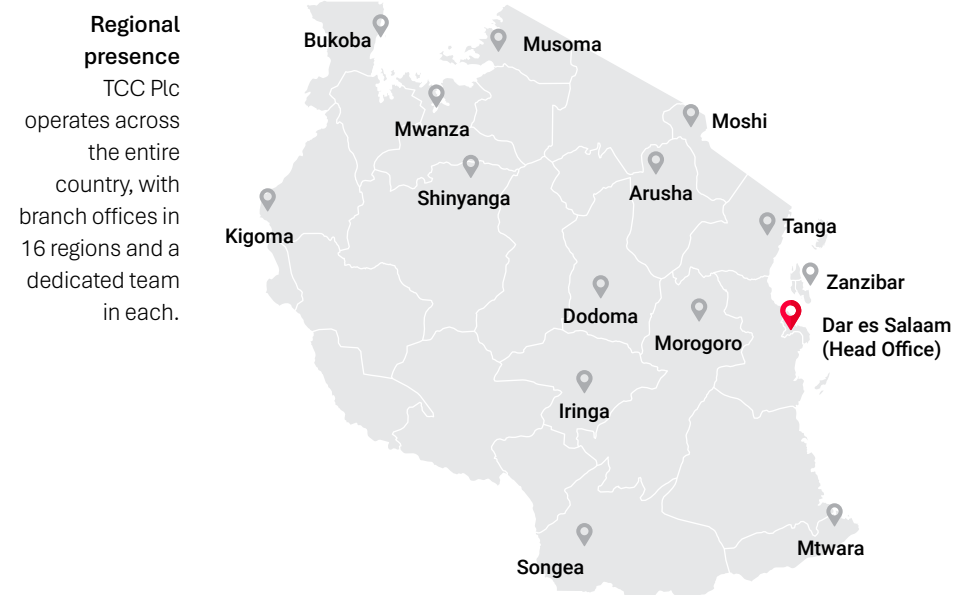 Regional
presence
TCC Plc
operates across
the entire
country, with
branch offices in
16 regions and a
dedicated team
in each.
Bukoba
Musoma
Mwanza
Moshi
Shinyanga
Arusha
Kigoma
Tanga
Zanzibar
Dodoma
Dar es Salaam
(Head Office)
Morogoro
Iringa
Mtwara
Songea